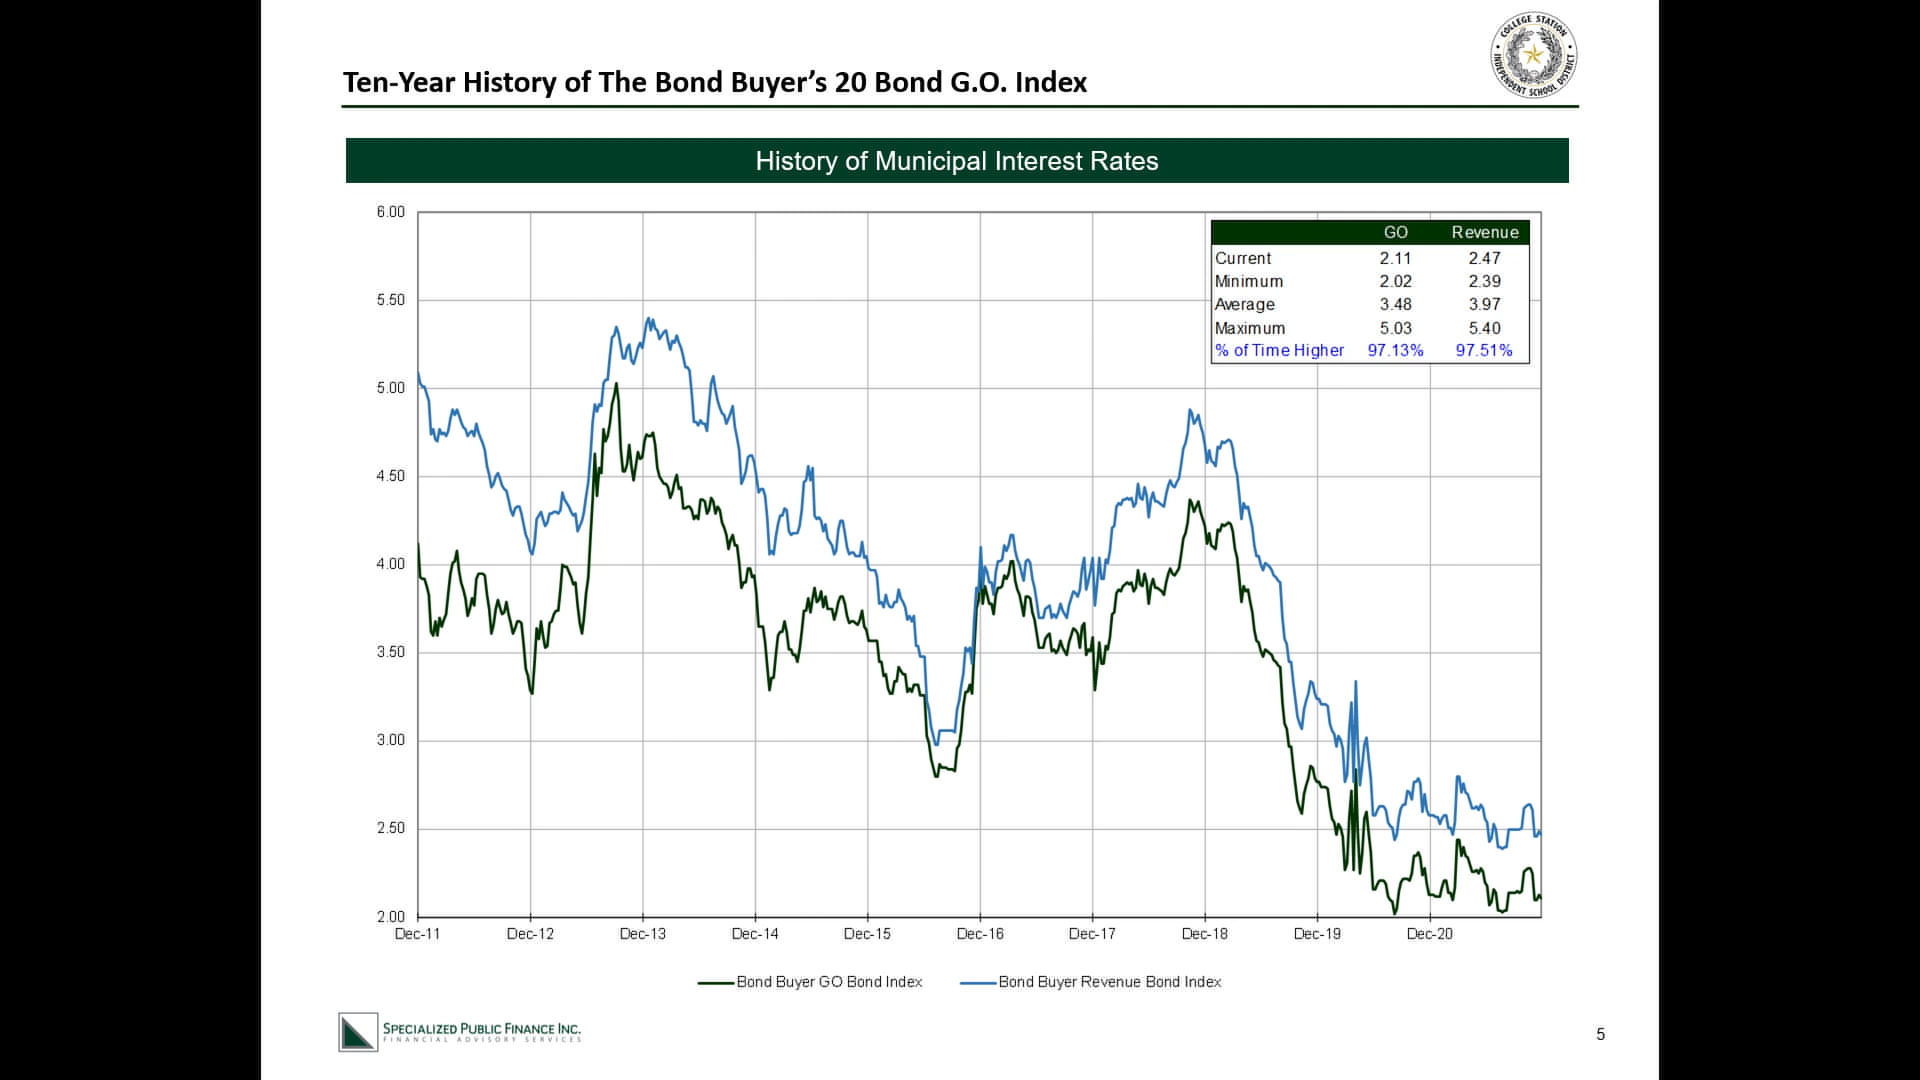 COLLEGE STATION
INDEPENDENT SCHOOL DISTRICT
Ten-Year History of The Bond Buyer’s 20 Bond G.O. Index
History of Municipal Interest Rates
6.00
5.50
5.00
4.50
4.00
3.50
3.00
2.50
2.00
GO Revenue
Current 2.11 2.47
Minimum 2.02 2.39
Average 3.48 3.97
Maximum 5.03 5.40
% of Time Higher 97.13% 97.51%
Dec-11 Dec-12 Dec-13 Dec-14 Dec-15 Dec-16 Dec-17 Dec-18 Dec-19 Dec-20
Bond Buyer GO Bond Index Bond Buyer Revenue Bond Index
SPECIALIZED PUBLIC FINANCE INC.
FINANCIAL ADVISORY SERVICES
5